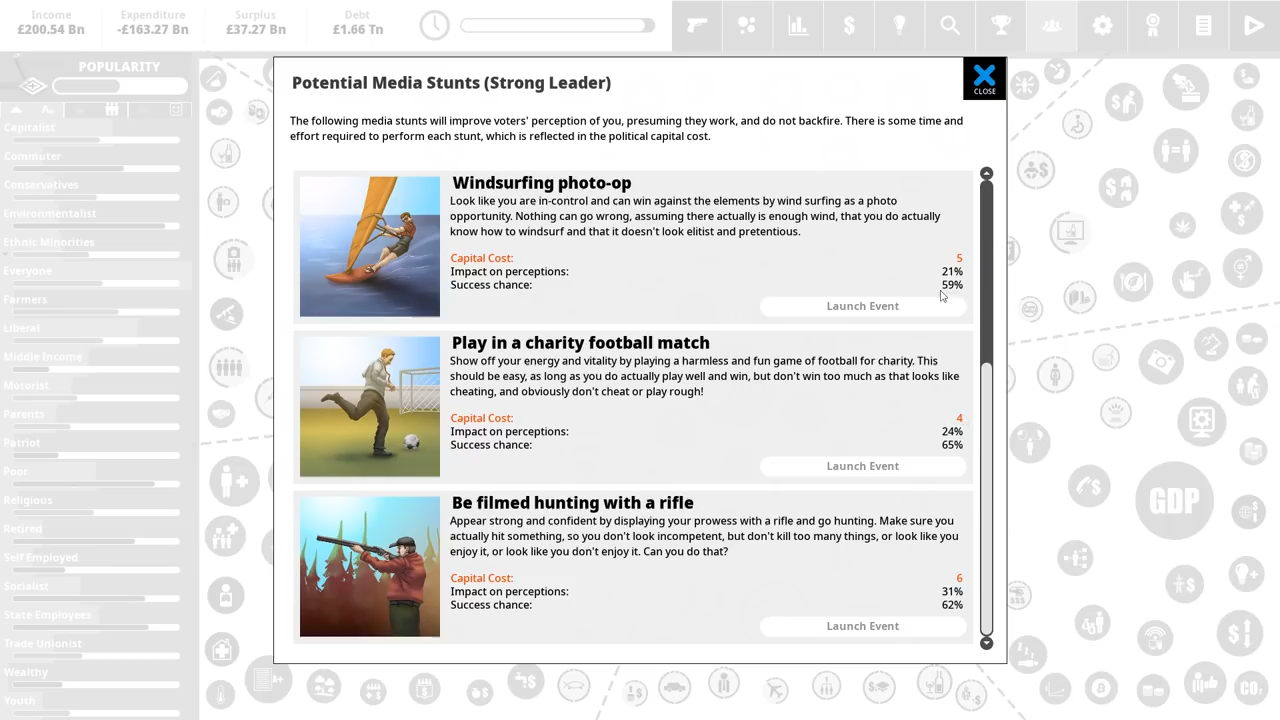 Income
£200.54 Bn
Expenditure
-£163.27 Bn
Surplus
£37.27 Bn
Debt
£1.66 Tn
POPULARITY
Capitalist
Commuter
Conservatives
Environmentalist
Ethnic Minorities
Everyone
Farmers
Liberal
Middle Income
Motorist
Parents
Patriot
Poor
Religious
Retired
Self Employed
Socialist
State Employees
Trade Unionist
Wealthy
Youth
Potential Media Stunts (Strong Leader)
CLOSE
The following media stunts will improve voters' perception of you, presuming they work, and do not backfire. There is some time and
effort required to perform each stunt, which is reflected in the political capital cost.
Windsurfing photo-op
Look like you are in-control and can win against the elements by wind surfing as a photo
opportunity. Nothing can go wrong, assuming there actually is enough wind, that you do actually
know how to windsurf and that it doesn't look elitist and pretentious.
Capital Cost: 5
Impact on perceptions: 21%
Success chance: 59%
Launch Event
Play in a charity football match
Show off your energy and vitality by playing a harmless and fun game of football for charity. This
should be easy, as long as you do actually play well and win, but don't win too much as that looks like
cheating, and obviously don't cheat or play rough!
Capital Cost: 4
Impact on perceptions: 24%
Success chance: 65%
Launch Event
Be filmed hunting with a rifle
Appear strong and confident by displaying your prowess with a rifle and go hunting. Make sure you
actually hit something, so you don't look incompetent, but don't kill too many things, or look like you
enjoy it, or look like you don't enjoy it. Can you do that?
Capital Cost: 6
Impact on perceptions: 31%
Success chance: 62%
Launch Event
GDP